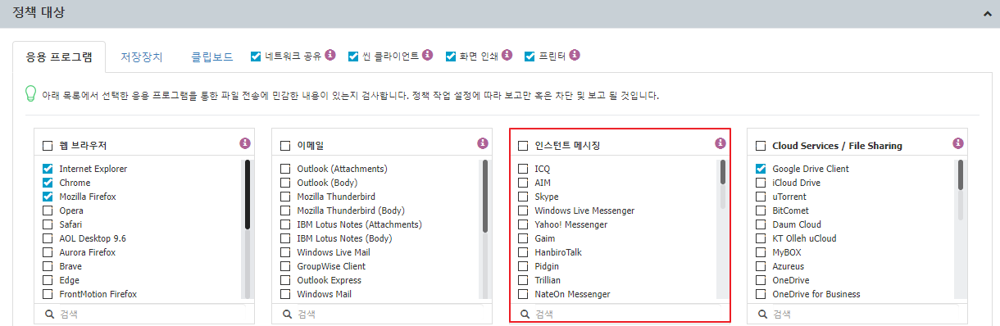 정책 대상
응용 프로그램 저장장치 클립보드 네트워크 공유 씬 클라이언트 화면 인쇄 프린터
아래 목록에서 선택한 응용 프로그램을 통한 파일 전송에 민감한 내용이 있는지 검사합니다. 정책 작업 설정에 따라 보고만 혹은 차단 및 보고 될 것입니다.
웹 브라우저
Internet Explorer
Chrome
Mozilla Firefox
Opera
Safari
AOL Desktop 9.6
Aurora Firefox
Brave
Edge
FrontMotion Firefox
검색
이메일
Outlook (Attachments)
Outlook (Body)
Mozilla Thunderbird
Mozilla Thunderbird (Body)
IBM Lotus Notes (Attachments)
IBM Lotus Notes (Body)
Windows Live Mail
GroupWise Client
Outlook Express
Windows Mail
검색
인스턴트 메시징
ICQ
AIM
Skype
Windows Live Messenger
Yahoo! Messenger
Gaim
HanbiroTalk
Pidgin
Trillian
NateOn Messenger
검색
Cloud Services / File Sharing
Google Drive Client
iCloud Drive
uTorrent
BitComet
Daum Cloud
KT Olleh uCloud
MyBOX
Azureus
OneDrive
OneDrive for Business
검색